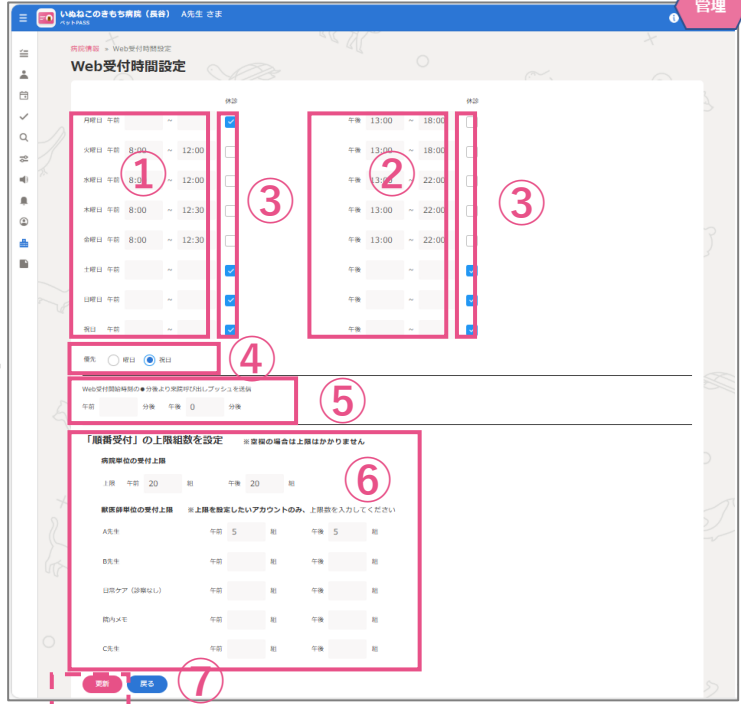 管理
いぬねこのきもち病院（長谷） A先生 さま
ペットPASS
病院情報 » Web受付時間設定
Web受付時間設定
休診 休診
月曜日 午前 ~ 午後 13:00 ~ 18:00
火曜日 午前 8:00 ~ 12:00 午後 13:00 ~ 18:00
水曜日 午前 8:00 ~ 12:00 午後 13:00 ~ 22:00
木曜日 午前 8:00 ~ 12:30 午後 13:00 ~ 22:00
金曜日 午前 8:00 ~ 12:30 午後 13:00 ~ 22:00
土曜日 午前 ~ 午後 ~
日曜日 午前 ~ 午後 ~
祝日 午前 ~ 午後 ~
① ② ③ ③
優先 曜日 祝日 ④
Web受付開始時間の●分後より来院呼び出しプッシュを送信
午前 分後 午後 0 分後 ⑤
「順番受付」の上限組数を設定 ※空欄の場合は上限はかかりません
病院単位の受付上限
上限 午前 20 組 午後 20 組 ⑥
獣医師単位の受付上限 ※上限を設定したいアカウントのみ、上限数を入力してください
A先生 午前 5 組 午後 5 組
B先生 午前 組 午後 組
日常ケア（診察なし） 午前 組 午後 組
院内メモ 午前 組 午後 組
C先生 午前 組 午後 組
更新 戻る ⑦